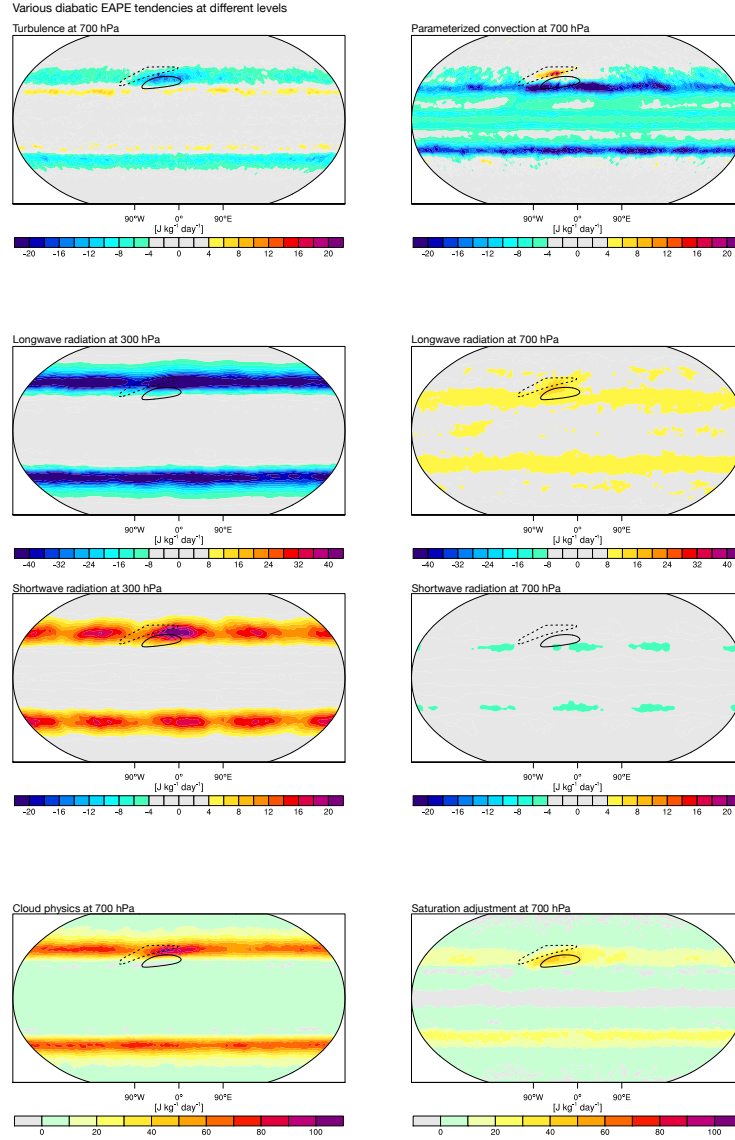 Various diabatic EAPE tendencies at different levels
Turbulence at 700 hPa
90°W 0° 90°E
[J kg⁻¹ day⁻¹]
-20 -16 -12 -8 -4 0 4 8 12 16 20
Parameterized convection at 700 hPa
90°W 0° 90°E
[J kg⁻¹ day⁻¹]
-20 -16 -12 -8 -4 0 4 8 12 16 20
Longwave radiation at 300 hPa
90°W 0° 90°E
[J kg⁻¹ day⁻¹]
-40 -32 -24 -16 -8 0 8 16 24 32 40
Longwave radiation at 700 hPa
90°W 0° 90°E
[J kg⁻¹ day⁻¹]
-40 -32 -24 -16 -8 0 8 16 24 32 40
Shortwave radiation at 300 hPa
90°W 0° 90°E
[J kg⁻¹ day⁻¹]
-20 -16 -12 -8 -4 0 4 8 12 16 20
Shortwave radiation at 700 hPa
90°W 0° 90°E
[J kg⁻¹ day⁻¹]
-20 -16 -12 -8 -4 0 4 8 12 16 20
Cloud physics at 700 hPa
90°W 0° 90°E
[J kg⁻¹ day⁻¹]
0 20 40 60 80 100
Saturation adjustment at 700 hPa
90°W 0° 90°E
[J kg⁻¹ day⁻¹]
0 20 40 60 80 100